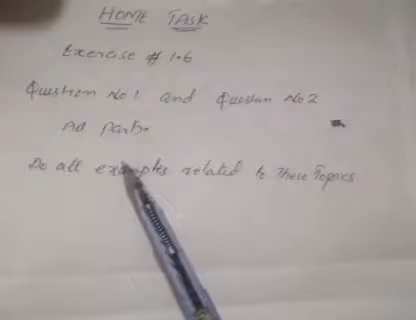 HOME TASK
Exercise # 1.6
Question No 1 and Question No 2
All parts.
Do all examples related to These Topics